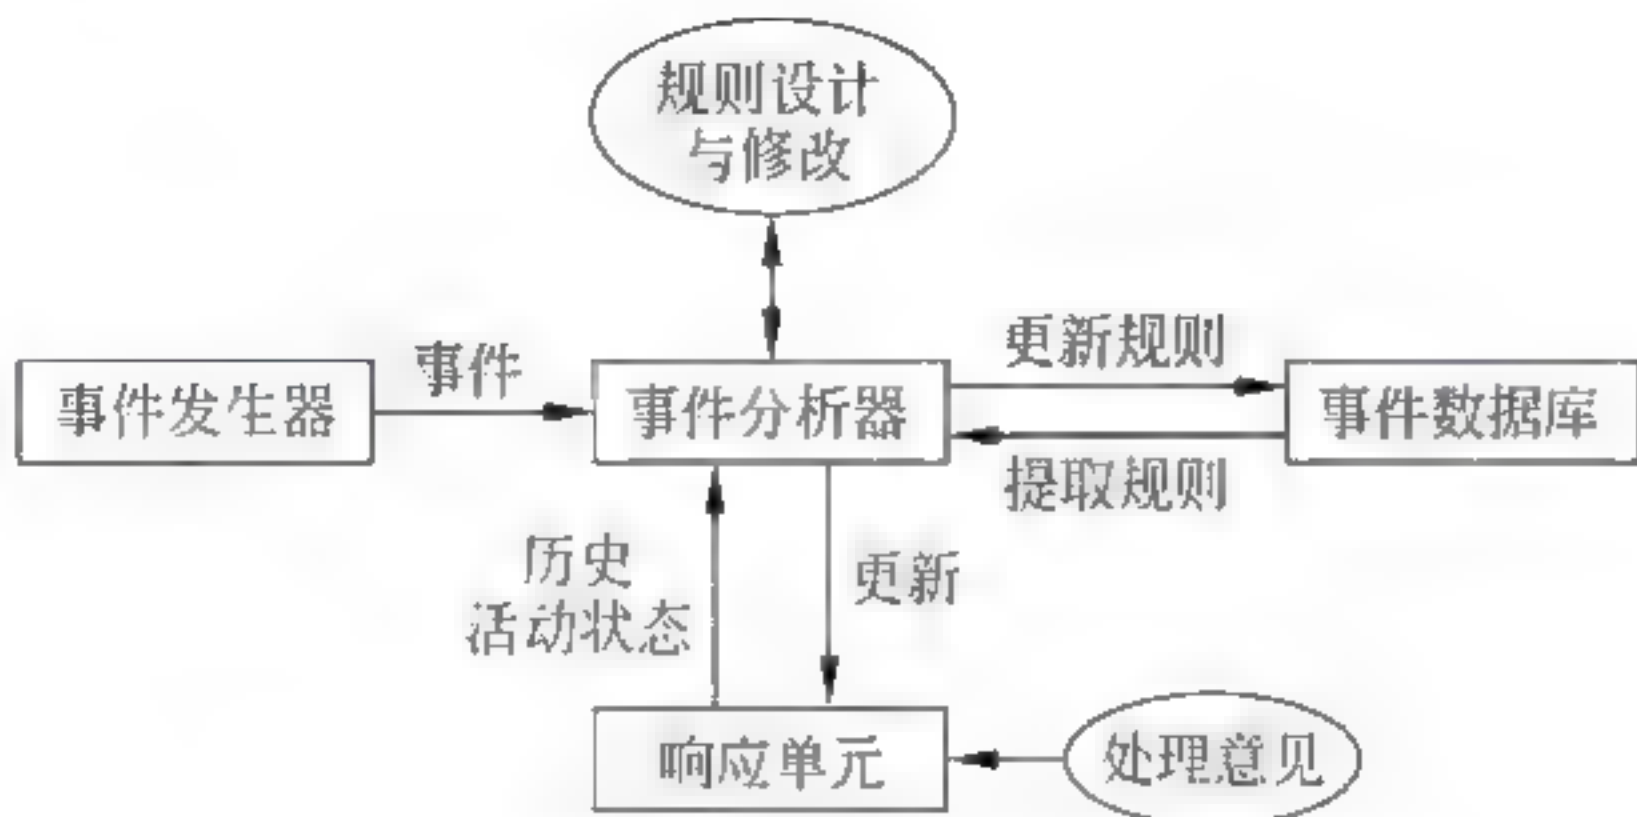 规则设计
与修改
事件
更新规则
事件发生器
事件分析器
事件数据库
提取规则
历史
活动状态
更新
响应单元
处理意见